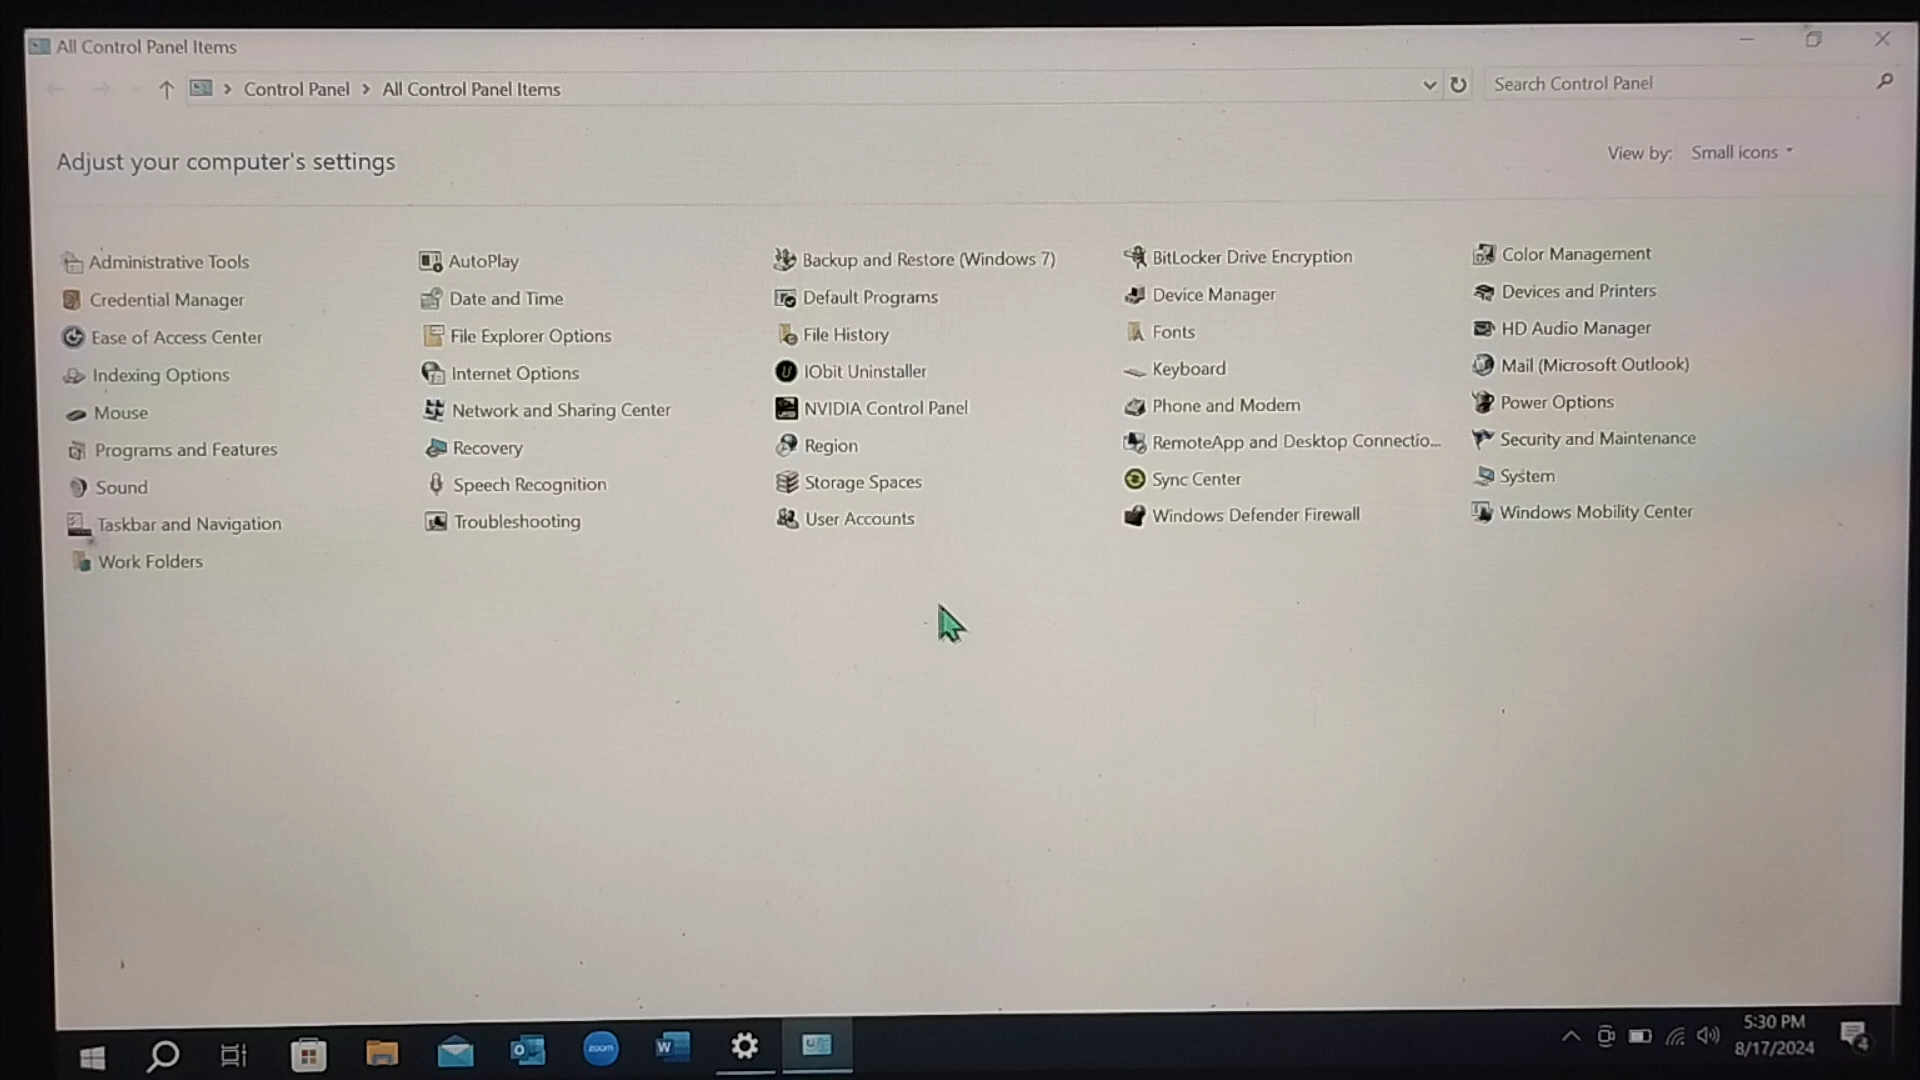 All Control Panel Items
Control Panel > All Control Panel Items
Search Control Panel
Adjust your computer's settings
View by: Small icons
Administrative Tools
AutoPlay
Backup and Restore (Windows 7)
BitLocker Drive Encryption
Color Management
Credential Manager
Date and Time
Default Programs
Device Manager
Devices and Printers
Ease of Access Center
File Explorer Options
File History
Fonts
HD Audio Manager
Indexing Options
Internet Options
IObit Uninstaller
Keyboard
Mail (Microsoft Outlook)
Mouse
Network and Sharing Center
NVIDIA Control Panel
Phone and Modem
Power Options
Programs and Features
Recovery
Region
RemoteApp and Desktop Connectio...
Security and Maintenance
Sound
Speech Recognition
Storage Spaces
Sync Center
System
Taskbar and Navigation
Troubleshooting
User Accounts
Windows Defender Firewall
Windows Mobility Center
Work Folders
zoom
W
5:30 PM
8/17/2024
4